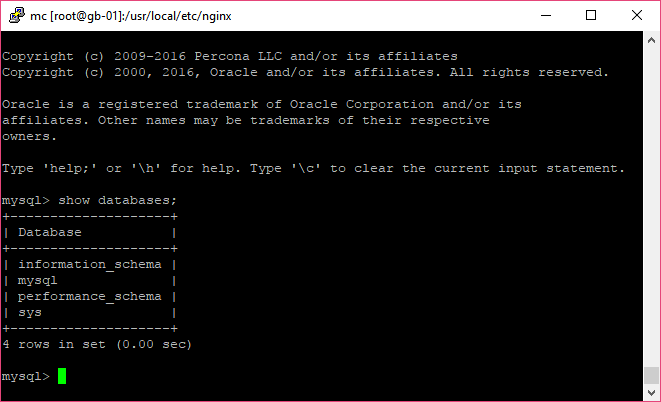 mc [root@gb-01]:/usr/local/etc/nginx
Copyright (c) 2009-2016 Percona LLC and/or its affiliates
Copyright (c) 2000, 2016, Oracle and/or its affiliates. All rights reserved.
Oracle is a registered trademark of Oracle Corporation and/or its
affiliates. Other names may be trademarks of their respective
owners.
Type 'help;' or '\h' for help. Type '\c' to clear the current input statement.
mysql> show databases;
+--------------------+
| Database           |
+--------------------+
| information_schema |
| mysql              |
| performance_schema |
| sys                |
+--------------------+
4 rows in set (0.00 sec)
mysql>